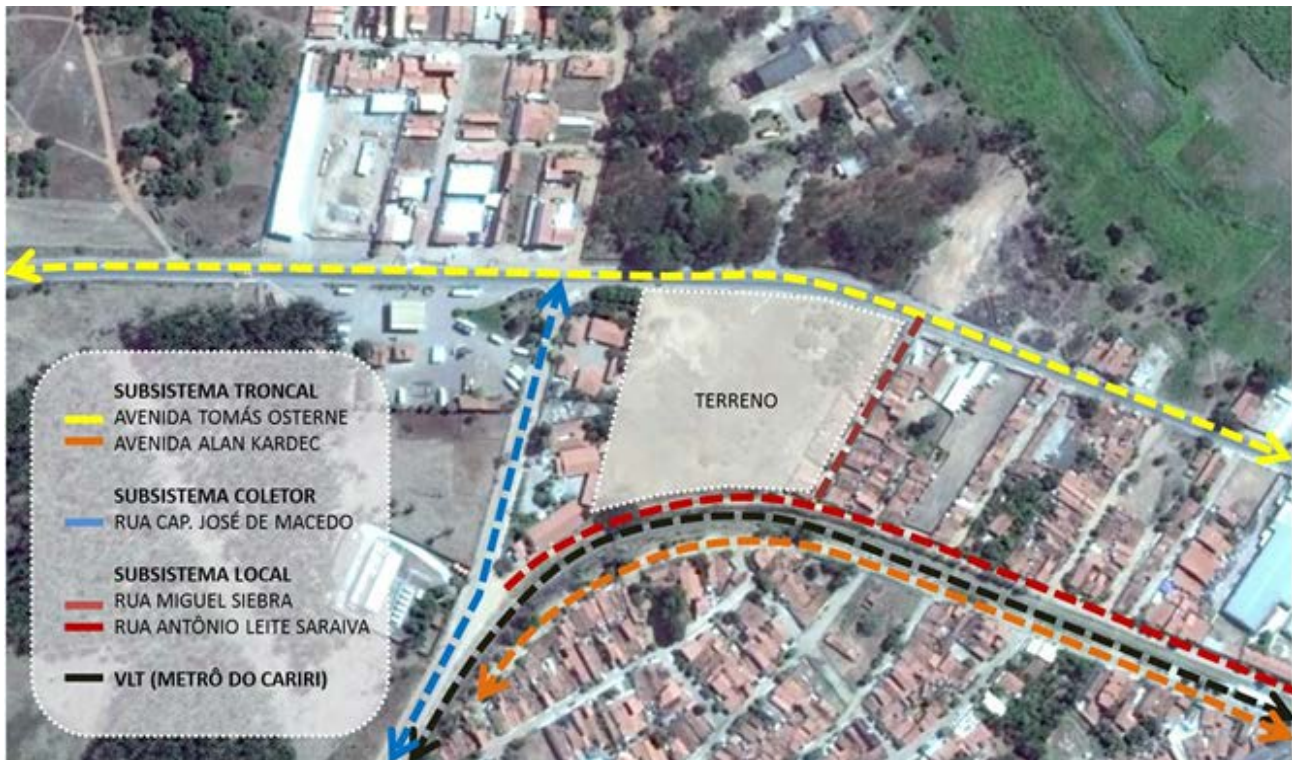 TERRENO
SUBSISTEMA TRONCAL
AVENIDA TOMÁS OSTERNE
AVENIDA ALAN KARDEC
SUBSISTEMA COLETOR
RUA CAP. JOSÉ DE MACEDO
SUBSISTEMA LOCAL
RUA MIGUEL SIEBRA
RUA ANTÔNIO LEITE SARAIVA
VLT (METRÔ DO CARIRI)